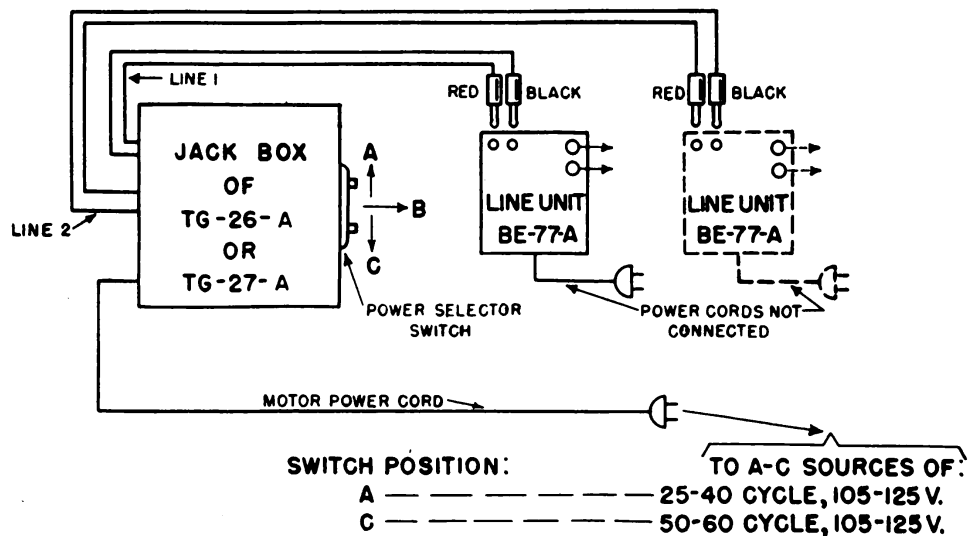 LINE 1
RED
BLACK
RED
BLACK
JACK BOX
OF
TG-26-A
OR
TG-27-A
A
B
C
LINE 2
LINE UNIT
BE-77-A
LINE UNIT
BE-77-A
POWER SELECTOR
SWITCH
POWER CORDS NOT
CONNECTED
MOTOR POWER CORD
SWITCH POSITION:
TO A-C SOURCES OF:
A — — — — — 25-40 CYCLE, 105-125 V.
C — — — — — 50-60 CYCLE, 105-125 V.